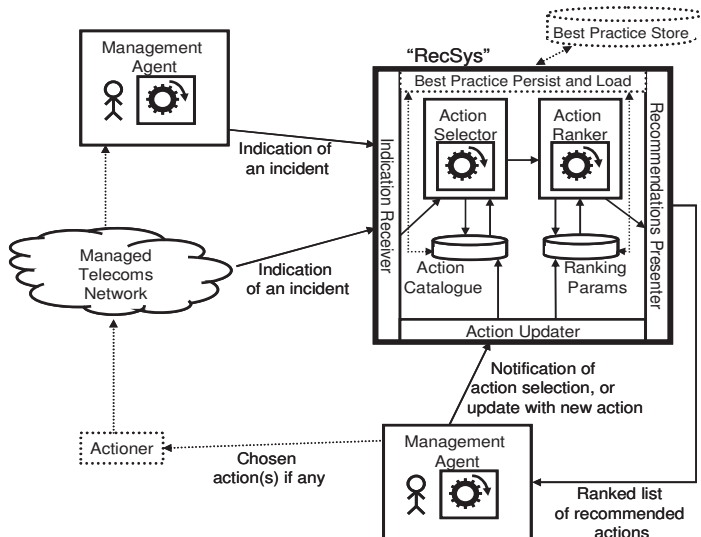 Management
Agent
Best Practice Store
"RecSys"
Best Practice Persist and Load
Indication of
an incident
Indication Receiver
Action
Selector
Action
Ranker
Recommendations Presenter
Managed
Telecoms
Network
Indication
of an incident
Action
Catalogue
Ranking
Params
Action Updater
Notification of
action selection, or
update with new action
Actioner
Chosen
action(s) if any
Management
Agent
Ranked list
of recommended
actions